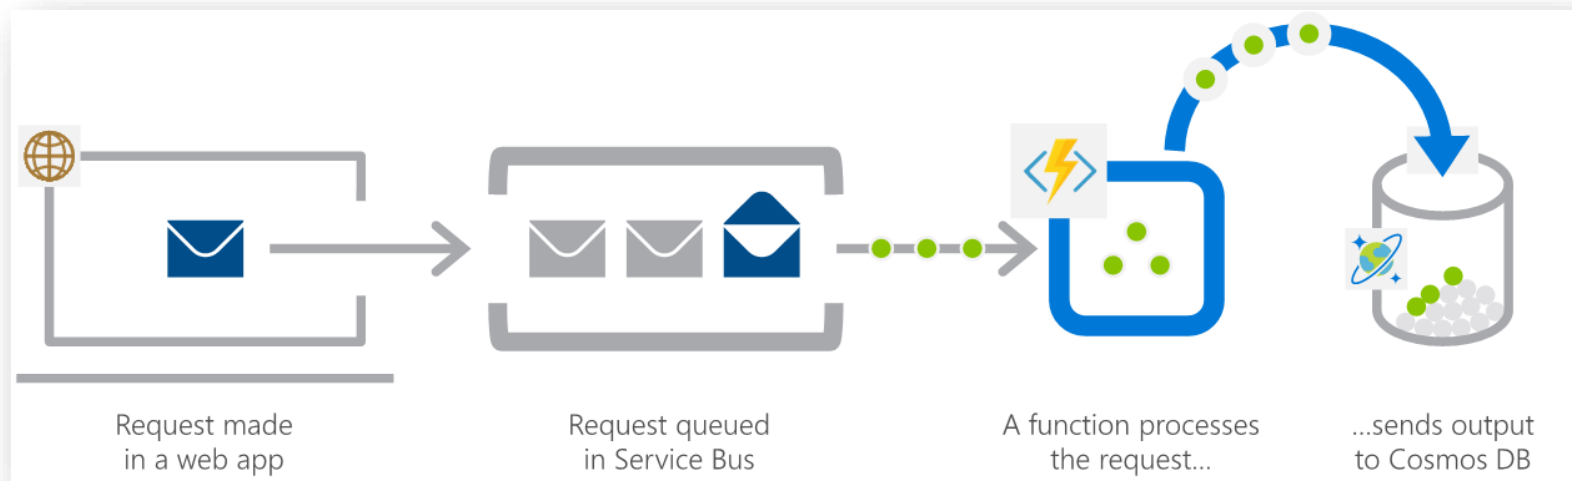 Request made
in a web app
Request queued
in Service Bus
A function processes
the request...
...sends output
to Cosmos DB